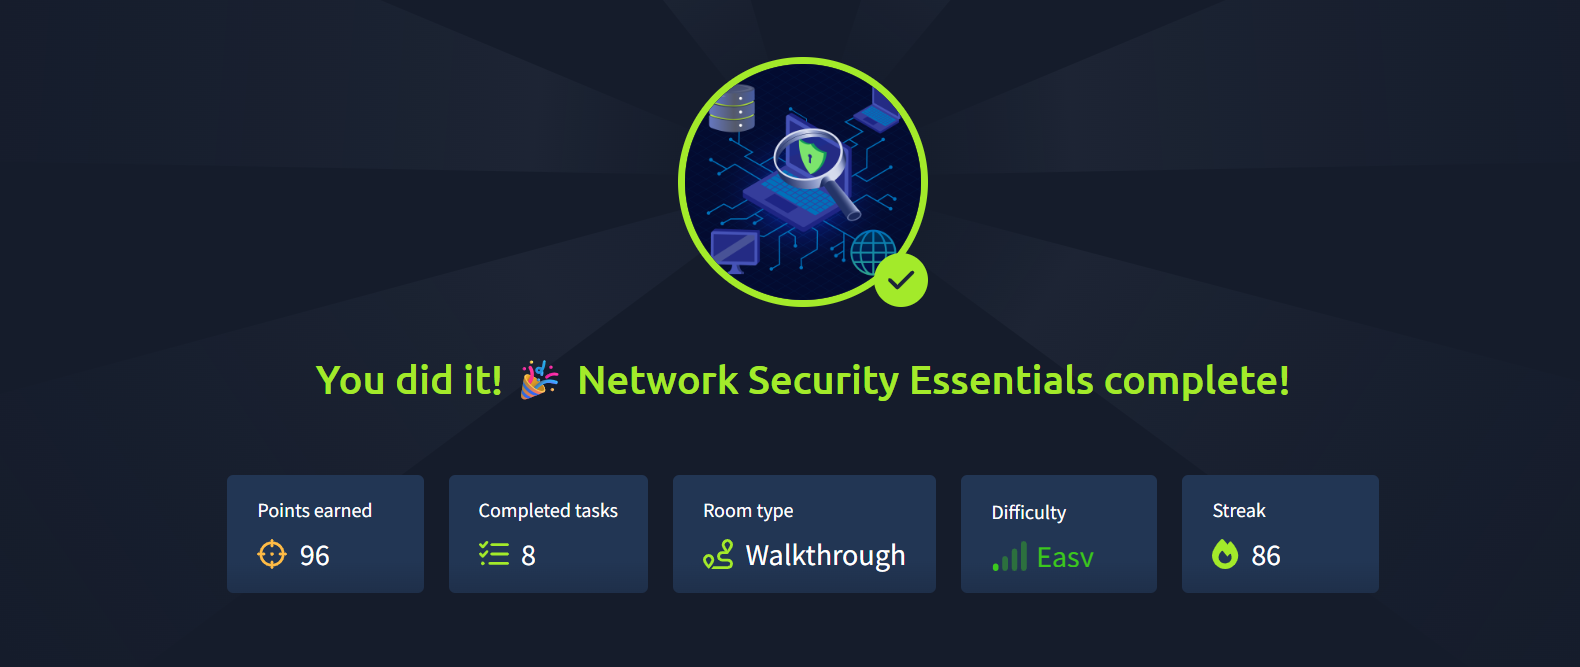 You did it! 🎉 Network Security Essentials complete!
Points earned
96
Completed tasks
8
Room type
Walkthrough
Difficulty
Easy
Streak
86